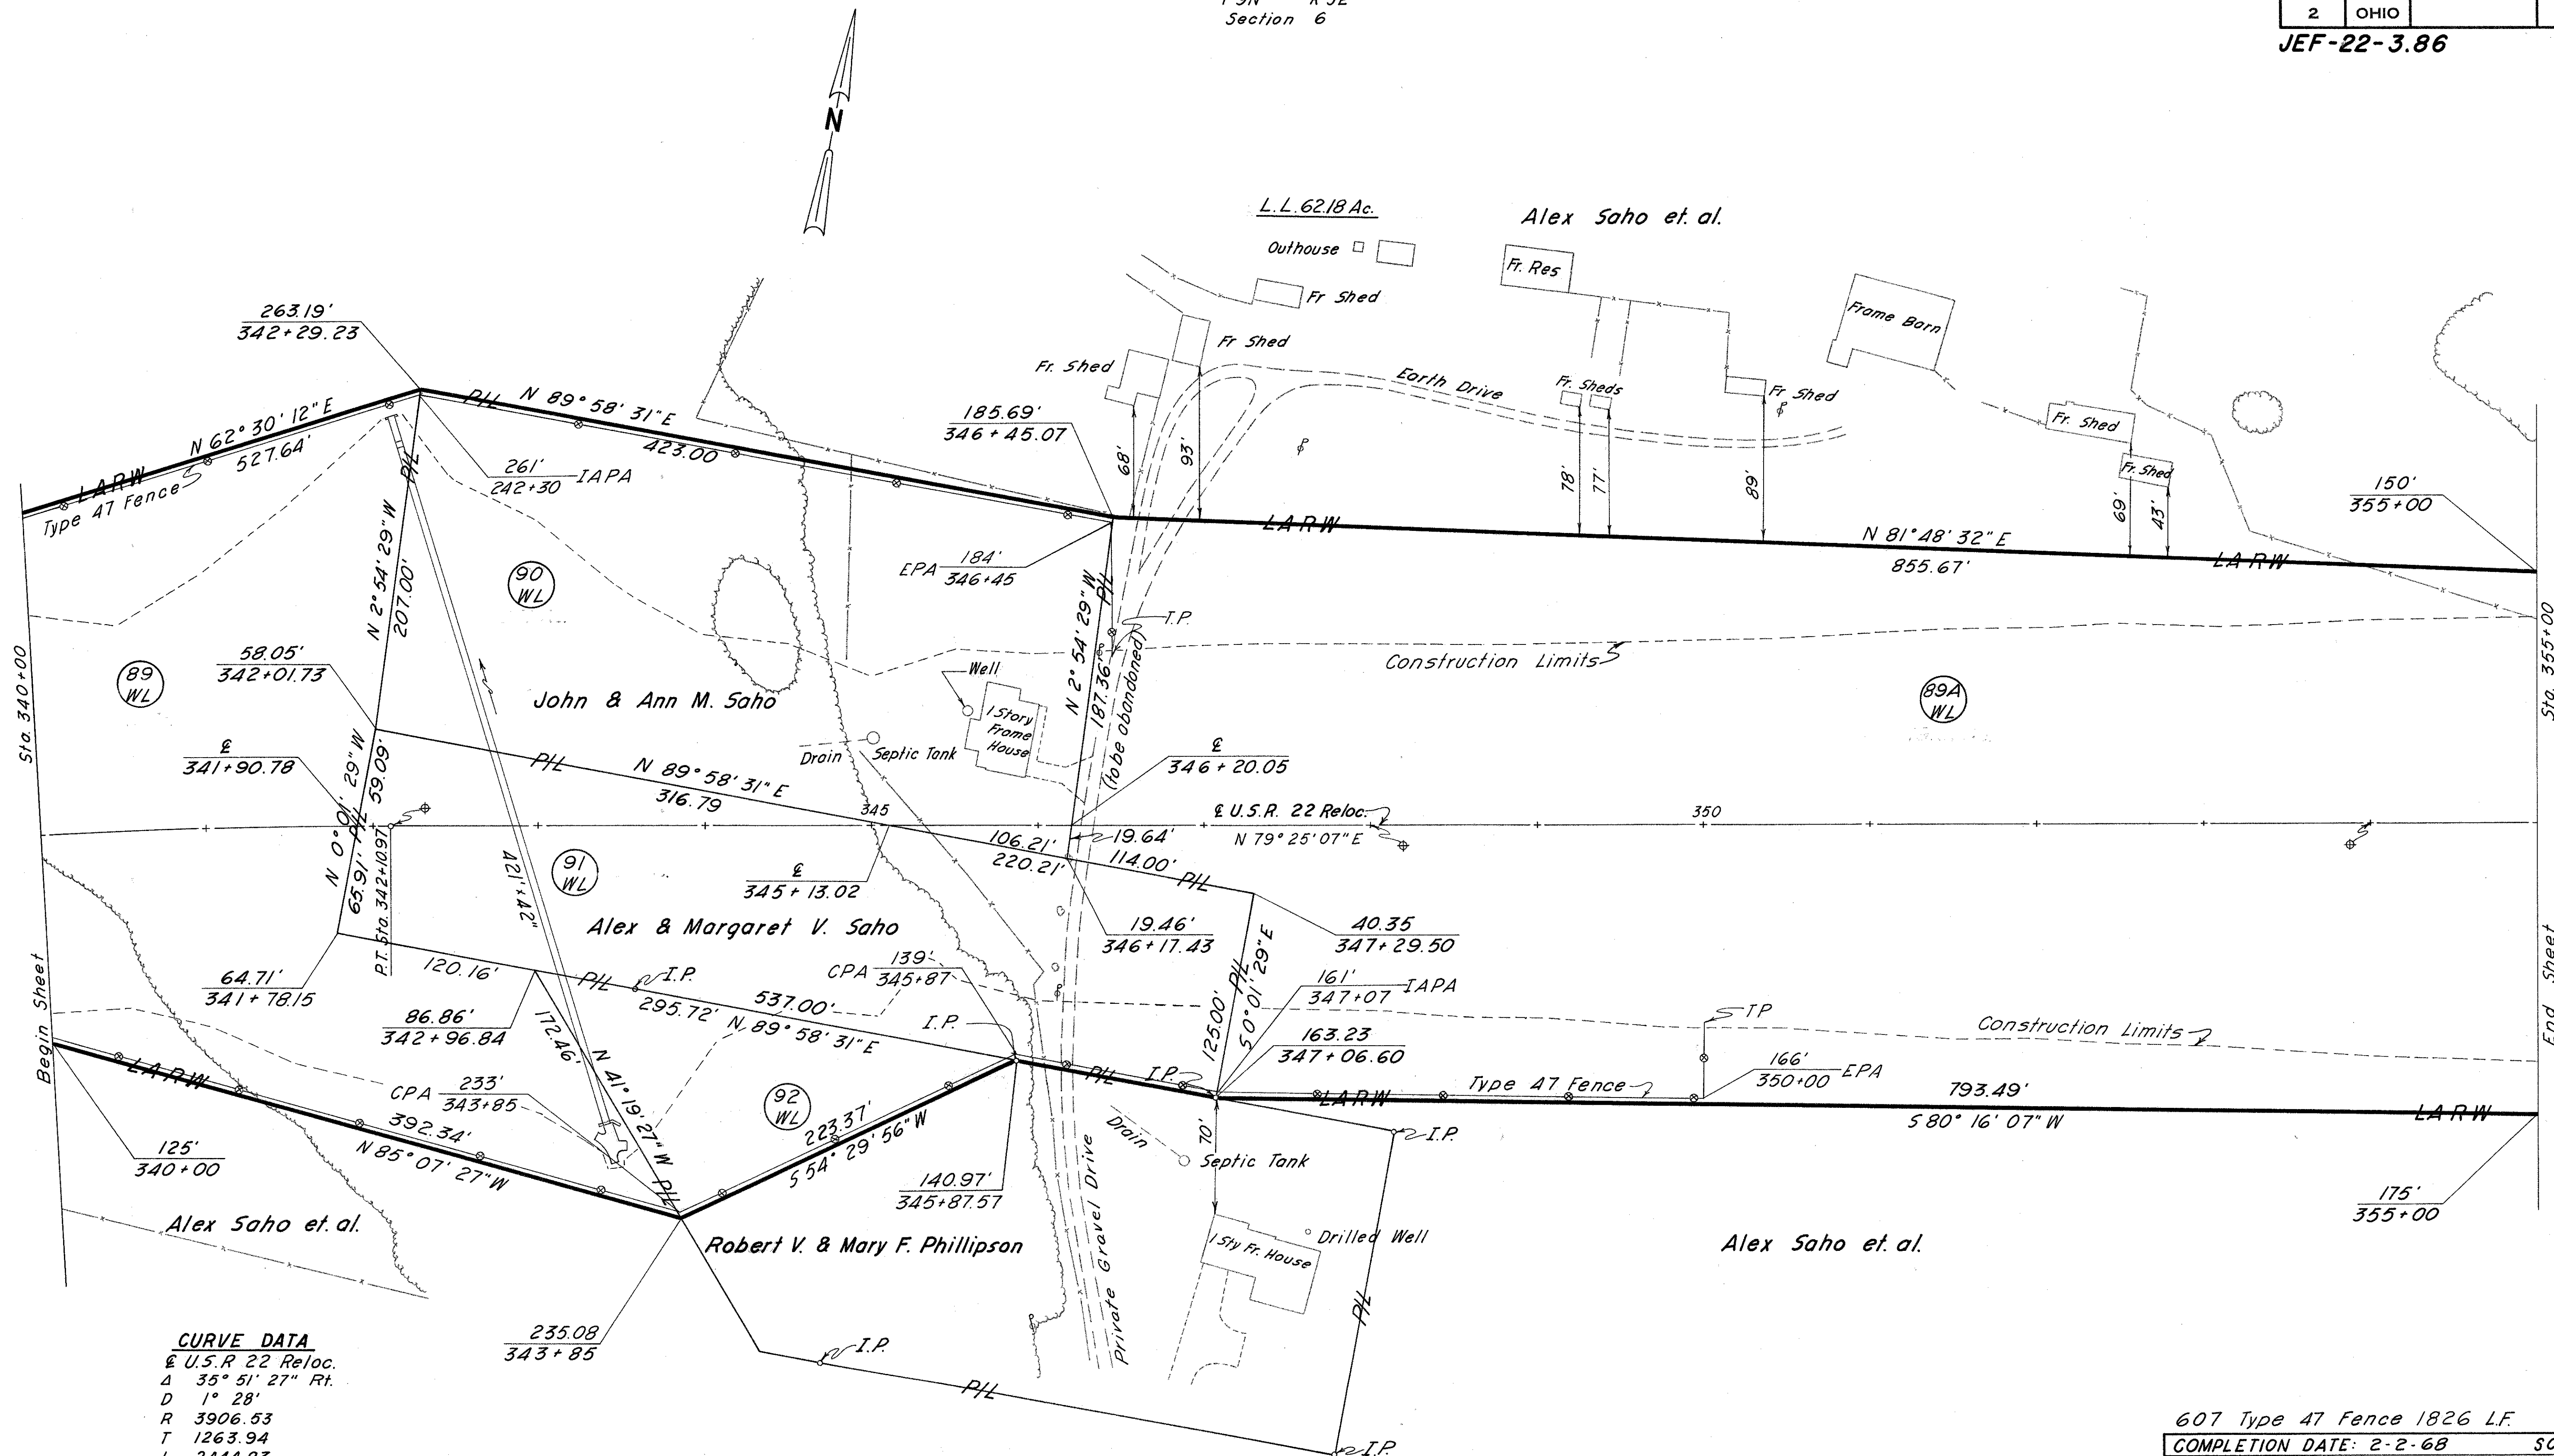 Section 6
2 OHIO
JEF-22-3.86
L.L. 62.18 Ac.
Alex Saho et. al.
Outhouse
Fr. Res
Fr Shed
Frame Barn
263.19'
342+29.23
Fr Shed
Fr. Shed
Earth Drive
Fr. Sheds
Fr Shed
Fr. Shed
Fr. Shed
N 62° 30' 12" E
527.64'
LARW
Type 47 Fence
P/L
N 89° 58' 31" E
423.00
185.69'
346 + 45.07
68'
93'
78'
77'
89'
69'
43'
150'
355+00
261'
242+30
IAPA
P/L
LARW
N 81° 48' 32" E
855.67'
LARW
EPA
184'
346+45
N 2° 54' 29" W
207.00'
90
WL
N 2° 54' 29" W
187.36'
P/L
I.P.
(to be abandoned)
Construction Limits
Sta. 340+00
Sta. 355+00
89
WL
58.05'
342+01.73
Well
John & Ann M. Saho
1 Story
Frame
House
89A
WL
Drain
Septic Tank
℄
341+90.78
P/L
N 89° 58' 31" E
316.79
℄
346 + 20.05
N 0° 01' 29" W
P/L
59.09'
65.91'
P.T. Sta. 342+10.97
345
℄ U.S.R. 22 Reloc.
N 79° 25' 07" E
350
106.21'
220.21'
19.64'
114.00'
P/L
421' x 42"
91
WL
℄
345 + 13.02
Alex & Margaret V. Saho
19.46'
346+17.43
40.35
347+29.50
64.71'
341 + 78.15
120.16'
P/L
I.P.
CPA
139'
345+87
125.00'
P/L
S 0° 01' 29" E
161'
347+07
IAPA
Begin Sheet
End Sheet
86.86'
342+96.84
172.46'
295.72'
537.00'
N 89° 58' 31" E
I.P.
163.23
347+06.60
TP
Construction Limits
LARW
CPA
233'
343+85
N 41° 19' 27" W
P/L
92
WL
P/L
I.P.
LARW
Type 47 Fence
166'
350+00
EPA
793.49'
S 80° 16' 07" W
LARW
392.34'
N 85° 07' 27" W
223.37'
S 54° 29' 56" W
125'
340+00
Drain
70'
Septic Tank
I.P.
140.97'
345+87.57
175'
355+00
Alex Saho et. al.
Robert V. & Mary F. Phillipson
Private Gravel Drive
1 Sty Fr. House
Drilled Well
Alex Saho et. al.
P/L
235.08
343 + 85
I.P.
P/L
I.P.
CURVE DATA
℄ U.S.R 22 Reloc.
Δ 35° 51' 27" Rt.
D 1° 28'
R 3906.53
T 1263.94
607 Type 47 Fence 1826 L.F.
COMPLETION DATE: 2-2-68